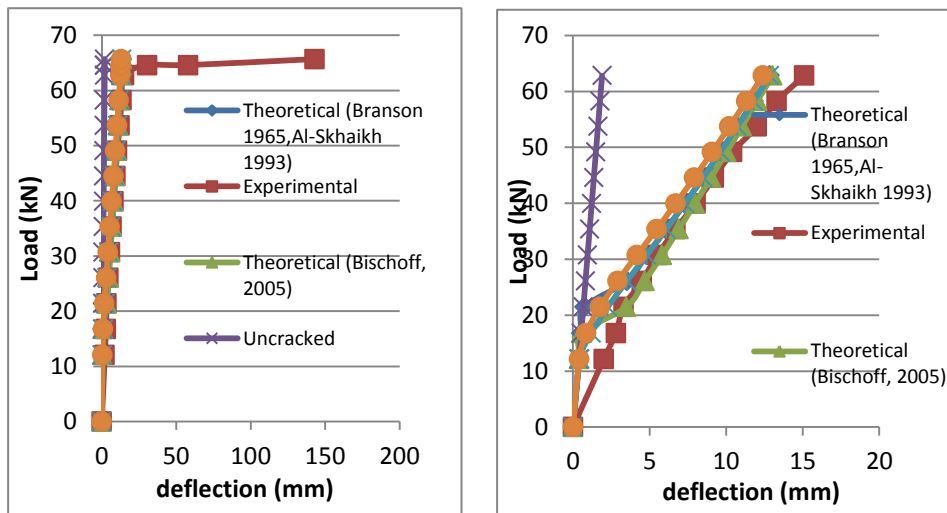 70
60
50
40
30
20
10
0
Load (kN)
0 50 100 150 200
deflection (mm)
Theoretical (Branson
1965,Al-Skhaikh
1993)
Experimental
Theoretical (Bischoff,
2005)
Uncracked
70
60
50
40
30
20
10
0
Load (kN)
0 5 10 15 20
deflection (mm)
Theoretical
(Branson
1965,Al-
Skhaikh 1993)
Experimental
Theoretical
(Bischoff, 2005)